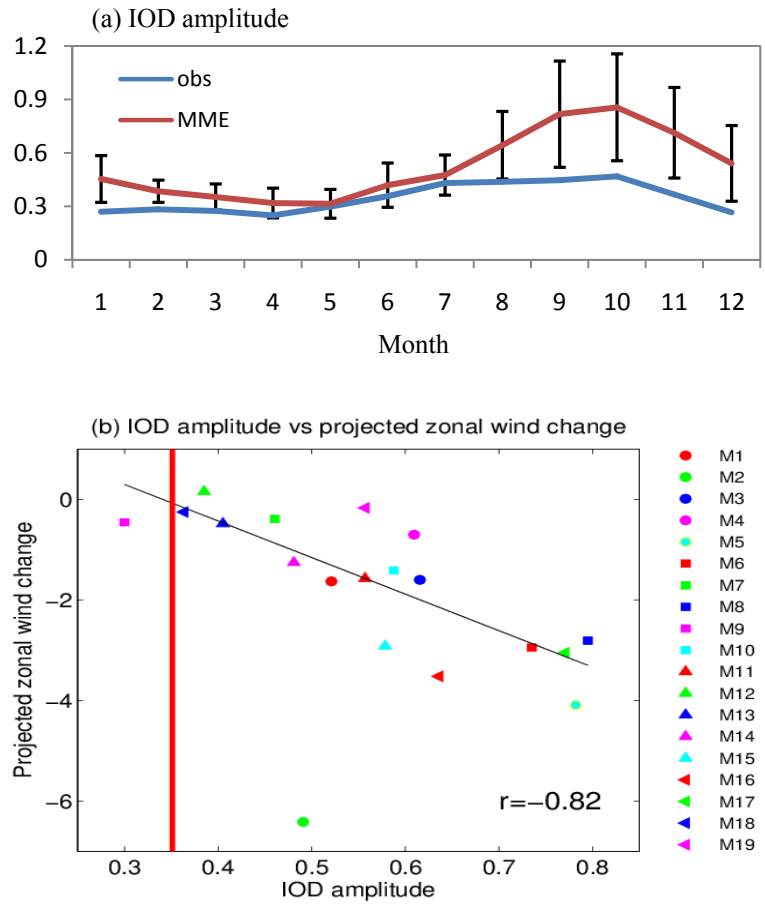 (a) IOD amplitude
1.2
0.9
0.6
0.3
0
obs
MME
1 2 3 4 5 6 7 8 9 10 11 12
Month
(b) IOD amplitude vs projected zonal wind change
Projected zonal wind change
0
−2
−4
−6
r=−0.82
0.3 0.4 0.5 0.6 0.7 0.8
IOD amplitude
M1
M2
M3
M4
M5
M6
M7
M8
M9
M10
M11
M12
M13
M14
M15
M16
M17
M18
M19